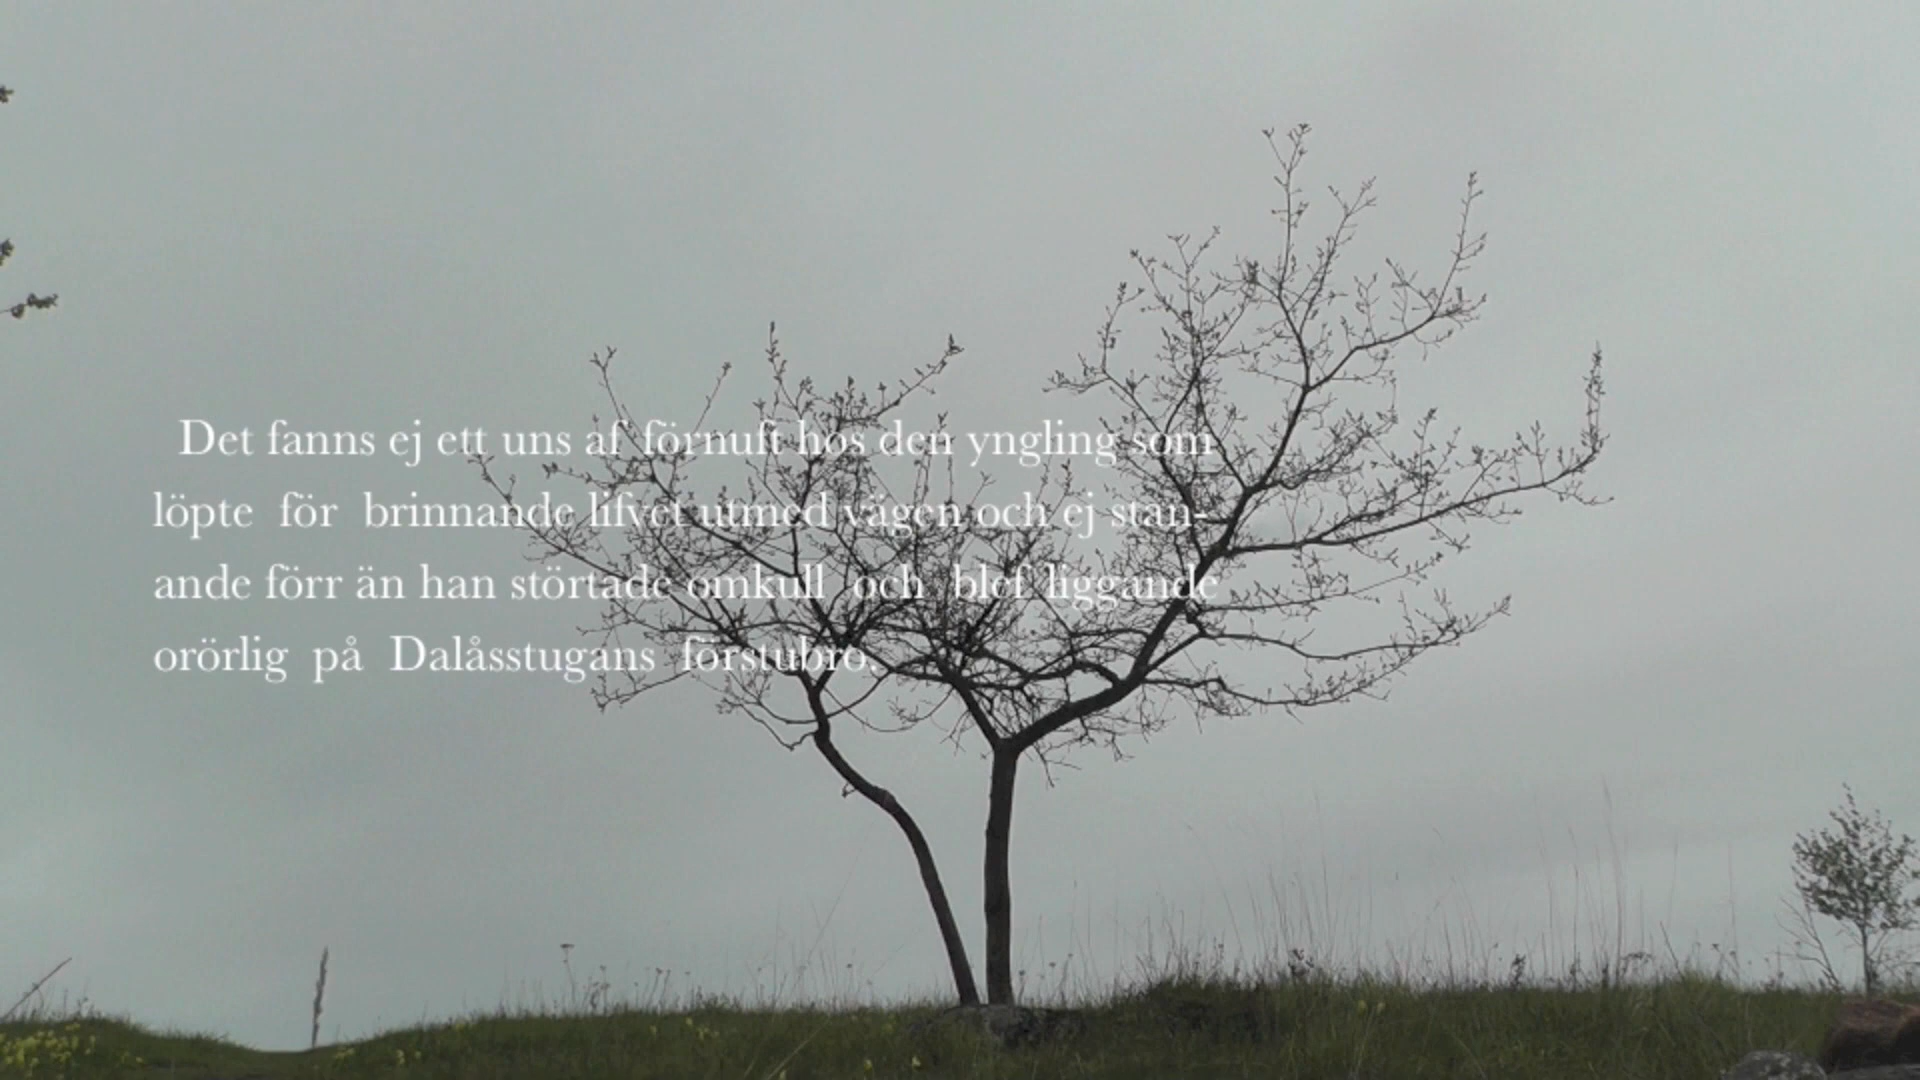 Det fanns ej ett uns af förnuft hos den yngling som
löpte för brinnande lifvet utmed vägen och ej stan-
ande förr än han störtade omkull och blef liggande
orörlig på Dalåsstugans förstubro.